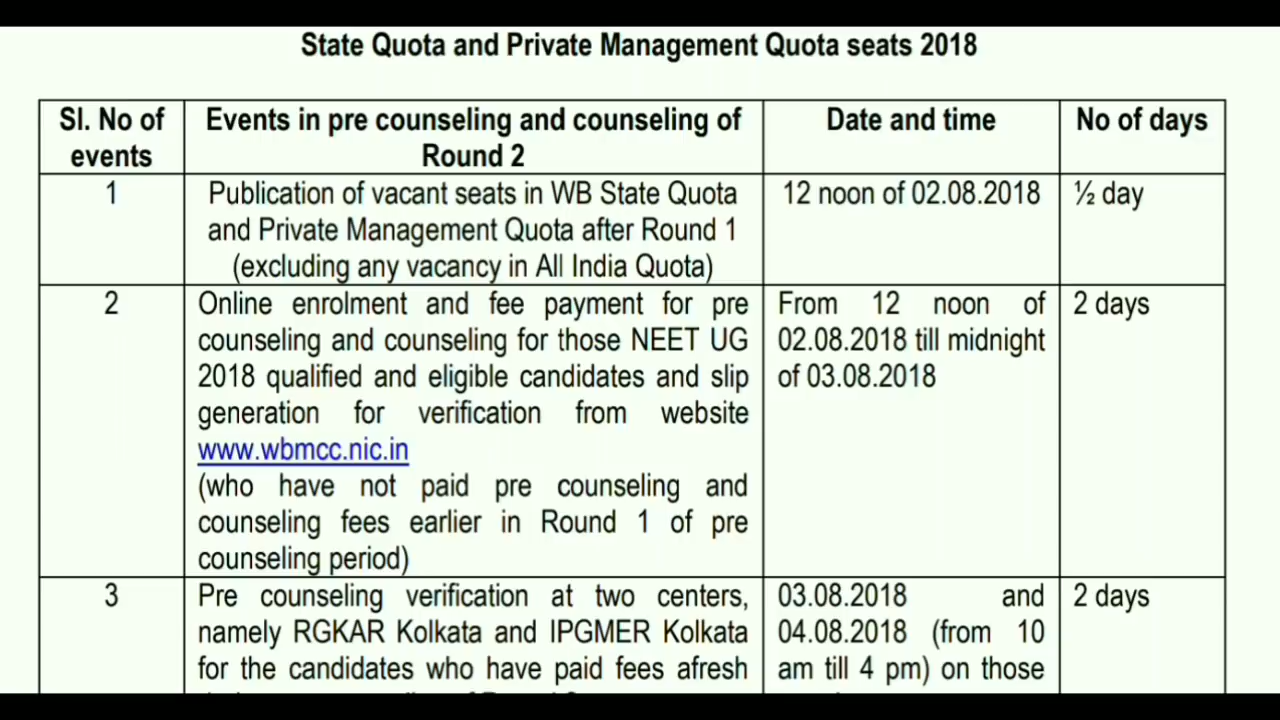 State Quota and Private Management Quota seats 2018
Sl. No of events
Events in pre counseling and counseling of Round 2
Date and time
No of days
1
Publication of vacant seats in WB State Quota
and Private Management Quota after Round 1
(excluding any vacancy in All India Quota)
12 noon of 02.08.2018
½ day
2
Online enrolment and fee payment for pre
counseling and counseling for those NEET UG
2018 qualified and eligible candidates and slip
generation for verification from website
www.wbmcc.nic.in
(who have not paid pre counseling and
counseling fees earlier in Round 1 of pre
counseling period)
From 12 noon of
02.08.2018 till midnight
of 03.08.2018
2 days
3
Pre counseling verification at two centers,
namely RGKAR Kolkata and IPGMER Kolkata
for the candidates who have paid fees afresh
03.08.2018 and
04.08.2018 (from 10
am till 4 pm) on those
2 days